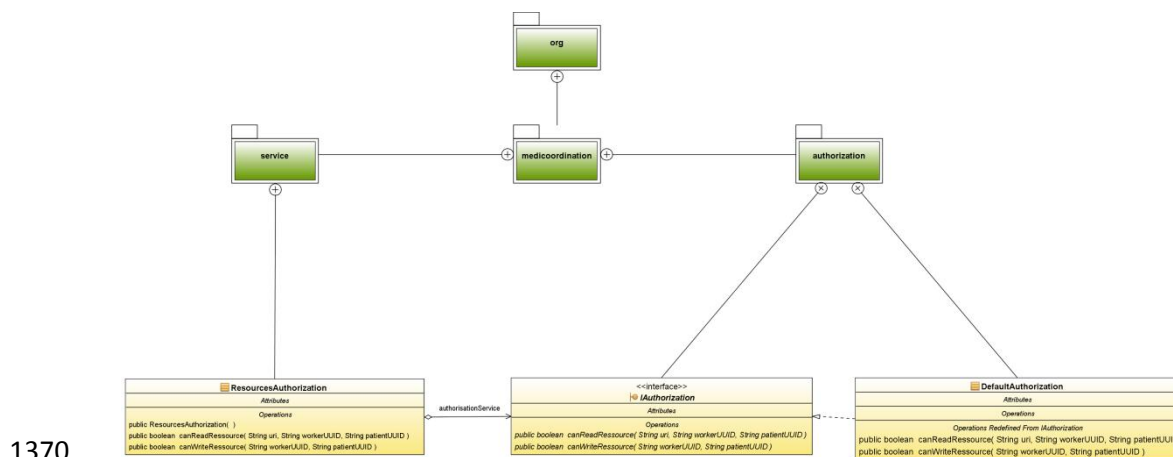 org
service
medicoordination
authorization
ResourcesAuthorization
Attributes
Operations
public ResourcesAuthorization( )
public boolean canReadRessource( String uri, String workerUUID, String patientUUID )
public boolean canWriteRessource( String workerUUID, String patientUUID )
authorisationService
<<interface>>
IAuthorization
Attributes
Operations
public boolean canReadRessource( String uri, String workerUUID, String patientUUID )
public boolean canWriteRessource( String workerUUID, String patientUUID )
DefaultAuthorization
Attributes
Operations
Operations Redefined From IAuthorization
public boolean canReadRessource( String uri, String workerUUID, String patientUUI
public boolean canWriteRessource( String workerUUID, String patientUUID )
1370